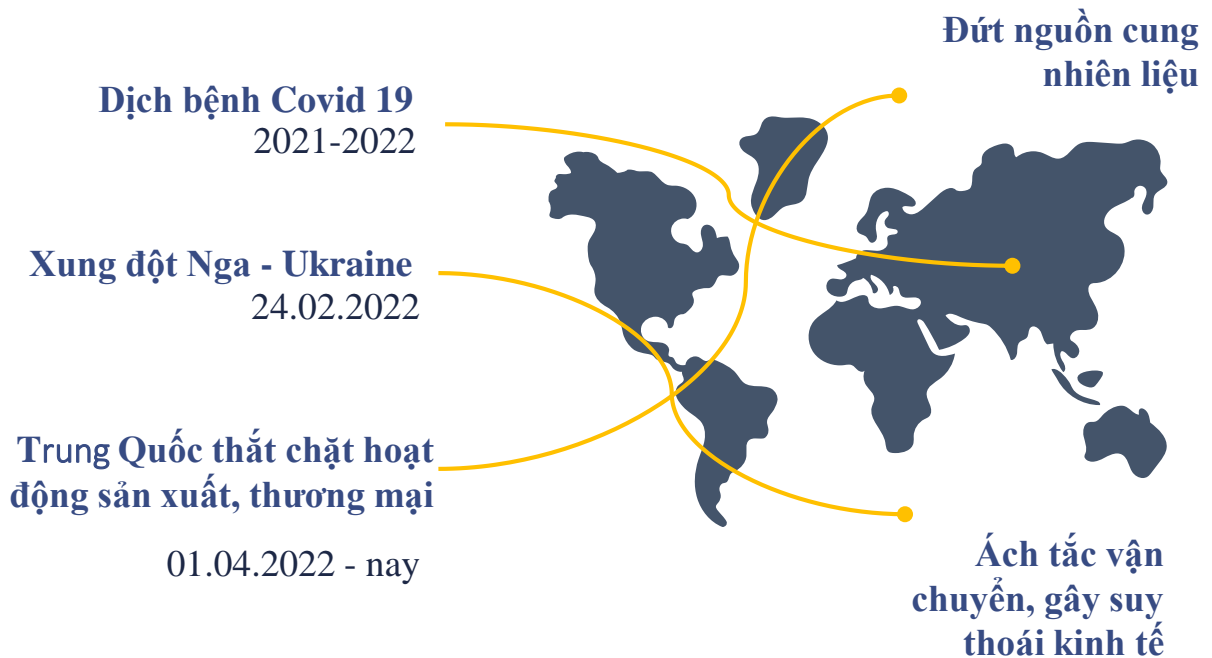 Đứt nguồn cung
nhiên liệu
Dịch bệnh Covid 19
2021-2022
Xung đột Nga - Ukraine
24.02.2022
Trung Quốc thắt chặt hoạt
động sản xuất, thương mại
01.04.2022 - nay
Ách tắc vận
chuyển, gây suy
thoái kinh tế